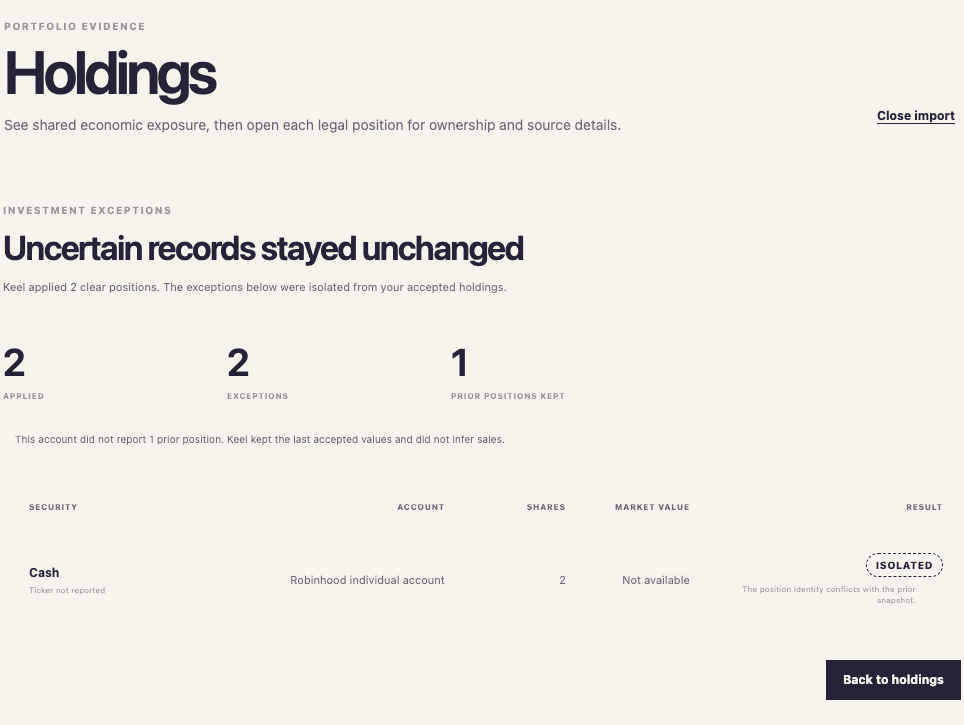 PORTFOLIO EVIDENCE
Holdings
See shared economic exposure, then open each legal position for ownership and source details.
Close import
INVESTMENT EXCEPTIONS
Uncertain records stayed unchanged
Keel applied 2 clear positions. The exceptions below were isolated from your accepted holdings.
2 2 1
APPLIED EXCEPTIONS PRIOR POSITIONS KEPT
This account did not report 1 prior position. Keel kept the last accepted values and did not infer sales.
SECURITY ACCOUNT SHARES MARKET VALUE RESULT
ISOLATED
Cash Robinhood individual account 2 Not available
Ticker not reported
The position identity conflicts with the prior
snapshot.
Back to holdings